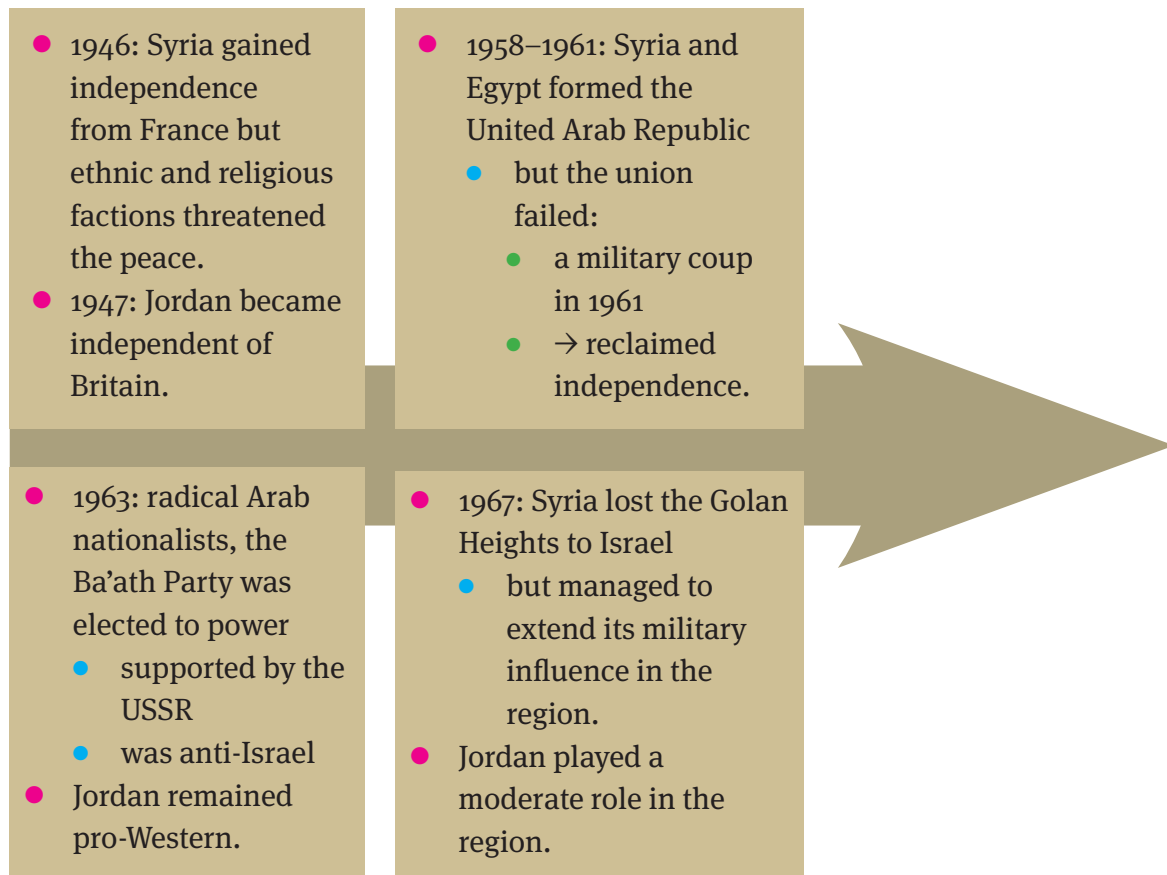 • 1946: Syria gained
independence
from France but
ethnic and religious
factions threatened
the peace.
• 1947: Jordan became
independent of
Britain.
• 1958–1961: Syria and
Egypt formed the
United Arab Republic
• but the union
failed:
• a military coup
in 1961
• → reclaimed
independence.
• 1963: radical Arab
nationalists, the
Ba’ath Party was
elected to power
• supported by the
USSR
• was anti-Israel
• Jordan remained
pro-Western.
• 1967: Syria lost the Golan
Heights to Israel
• but managed to
extend its military
influence in the
region.
• Jordan played a
moderate role in the
region.